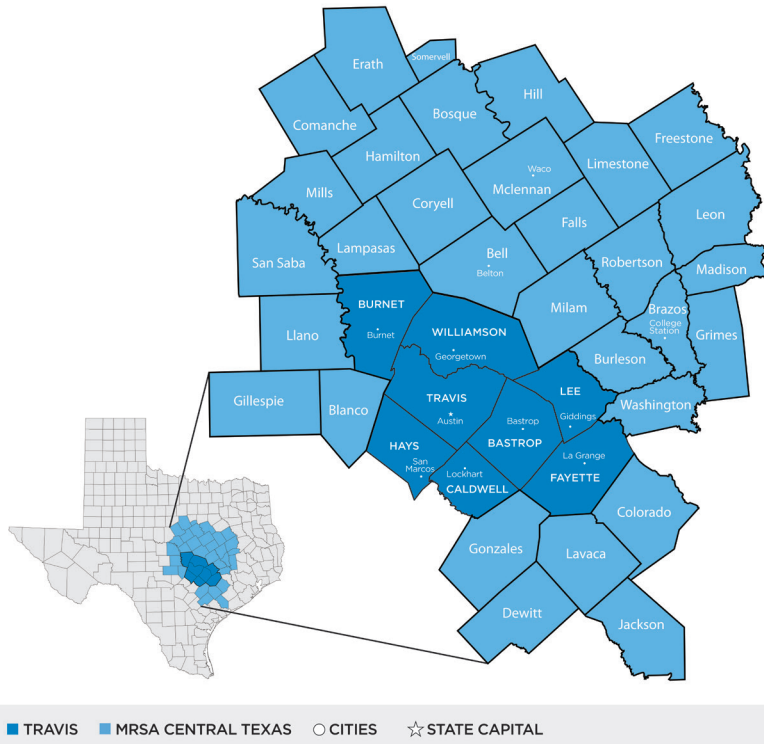 Erath
Somervell
Hill
Bosque
Comanche
Freestone
Hamilton
Limestone
Waco
Mclennan
Mills
Coryell
Leon
Falls
Lampasas
Bell
Belton
San Saba
Robertson
Madison
BURNET
Burnet
Milam
Brazos
College
Station
WILLIAMSON
Georgetown
Llano
Grimes
Burleson
LEE
Giddings
TRAVIS
Austin
Gillespie
Blanco
Washington
Bastrop
BASTROP
HAYS
San
Marcos
La Grange
FAYETTE
Lockhart
CALDWELL
Colorado
Gonzales
Lavaca
Dewitt
Jackson
TRAVIS MRSA CENTRAL TEXAS CITIES STATE CAPITAL